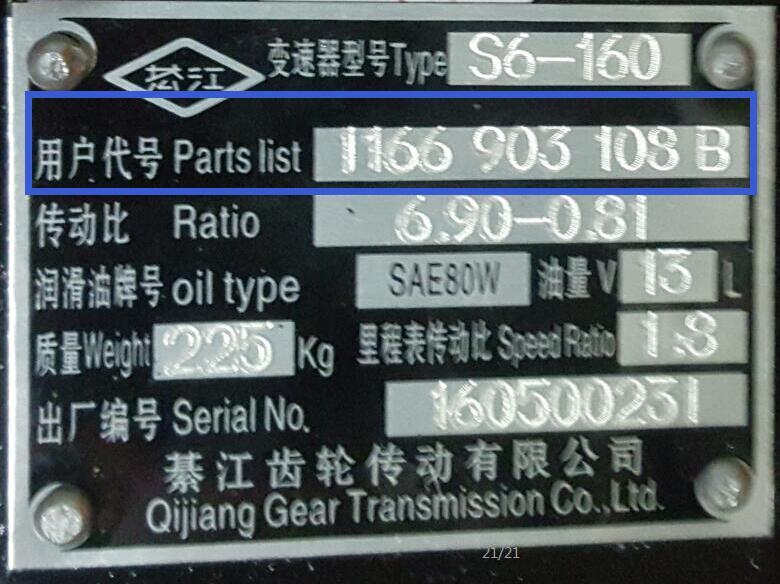 綦江 变速器型号Type S6-160
用户代号 Parts list 1166 903 108 B
传动比 Ratio 6.90-0.81
润滑油牌号 oil type SAE80W 油量V 13 L
质量Weight 225 Kg 里程表传动比 Speed Ratio 1.8
出厂编号 Serial No. 160500231
綦江齿轮传动有限公司
Qijiang Gear Transmission Co.,Ltd.
21/21